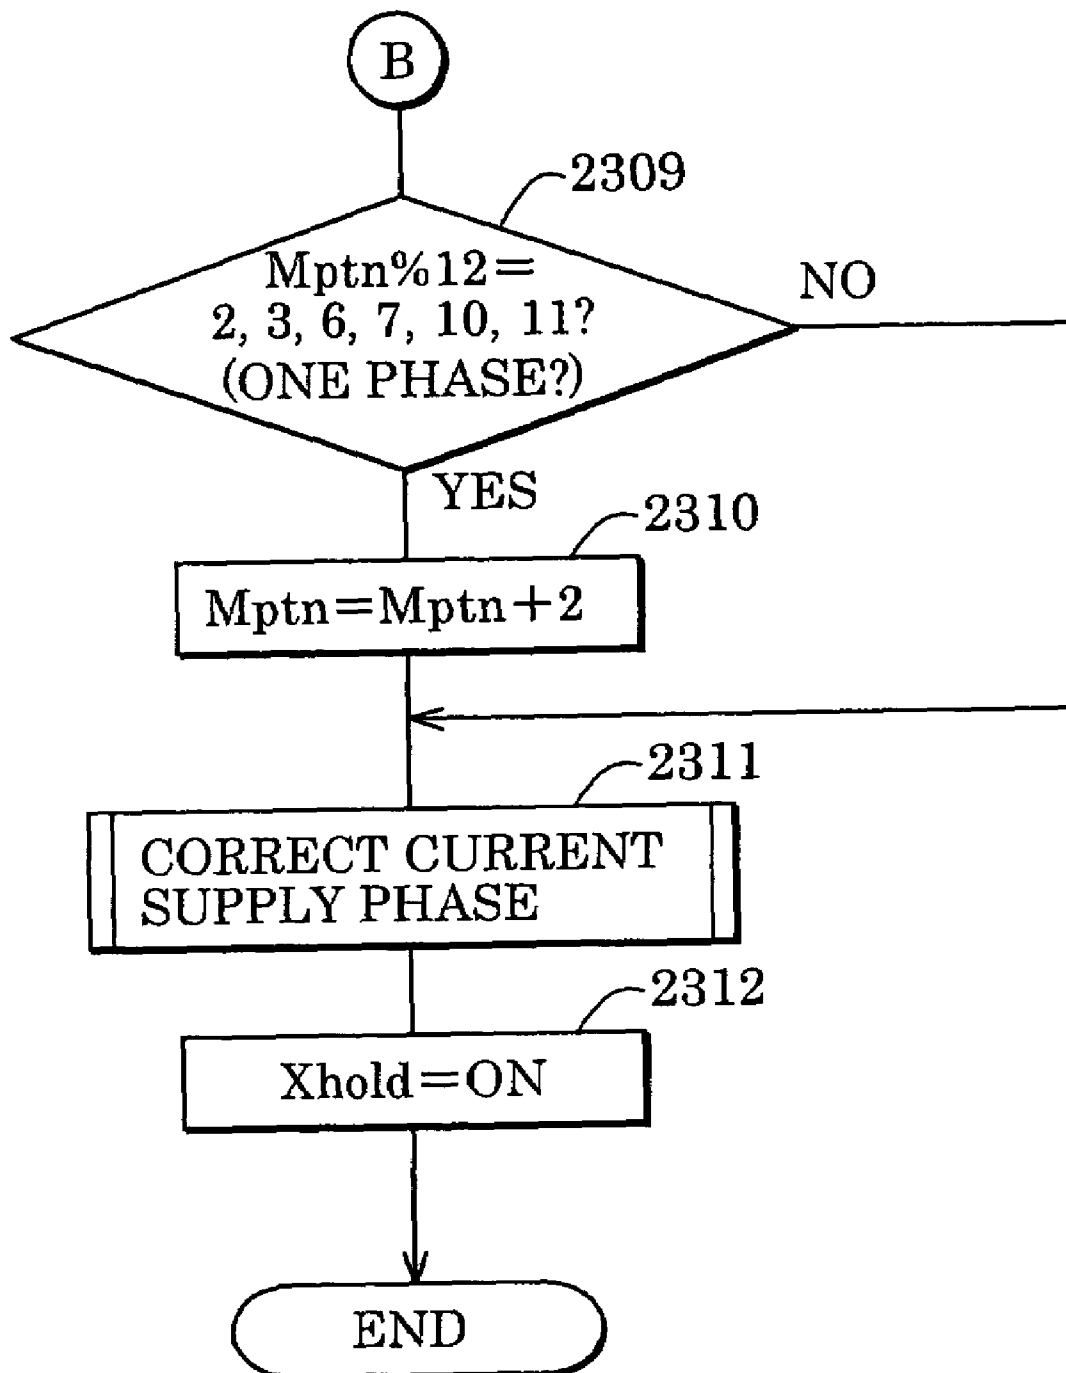 B
2309
Mptn%12=
2, 3, 6, 7, 10, 11?
(ONE PHASE?)
NO
YES
2310
Mptn=Mptn+2
2311
CORRECT CURRENT
SUPPLY PHASE
2312
Xhold=ON
END